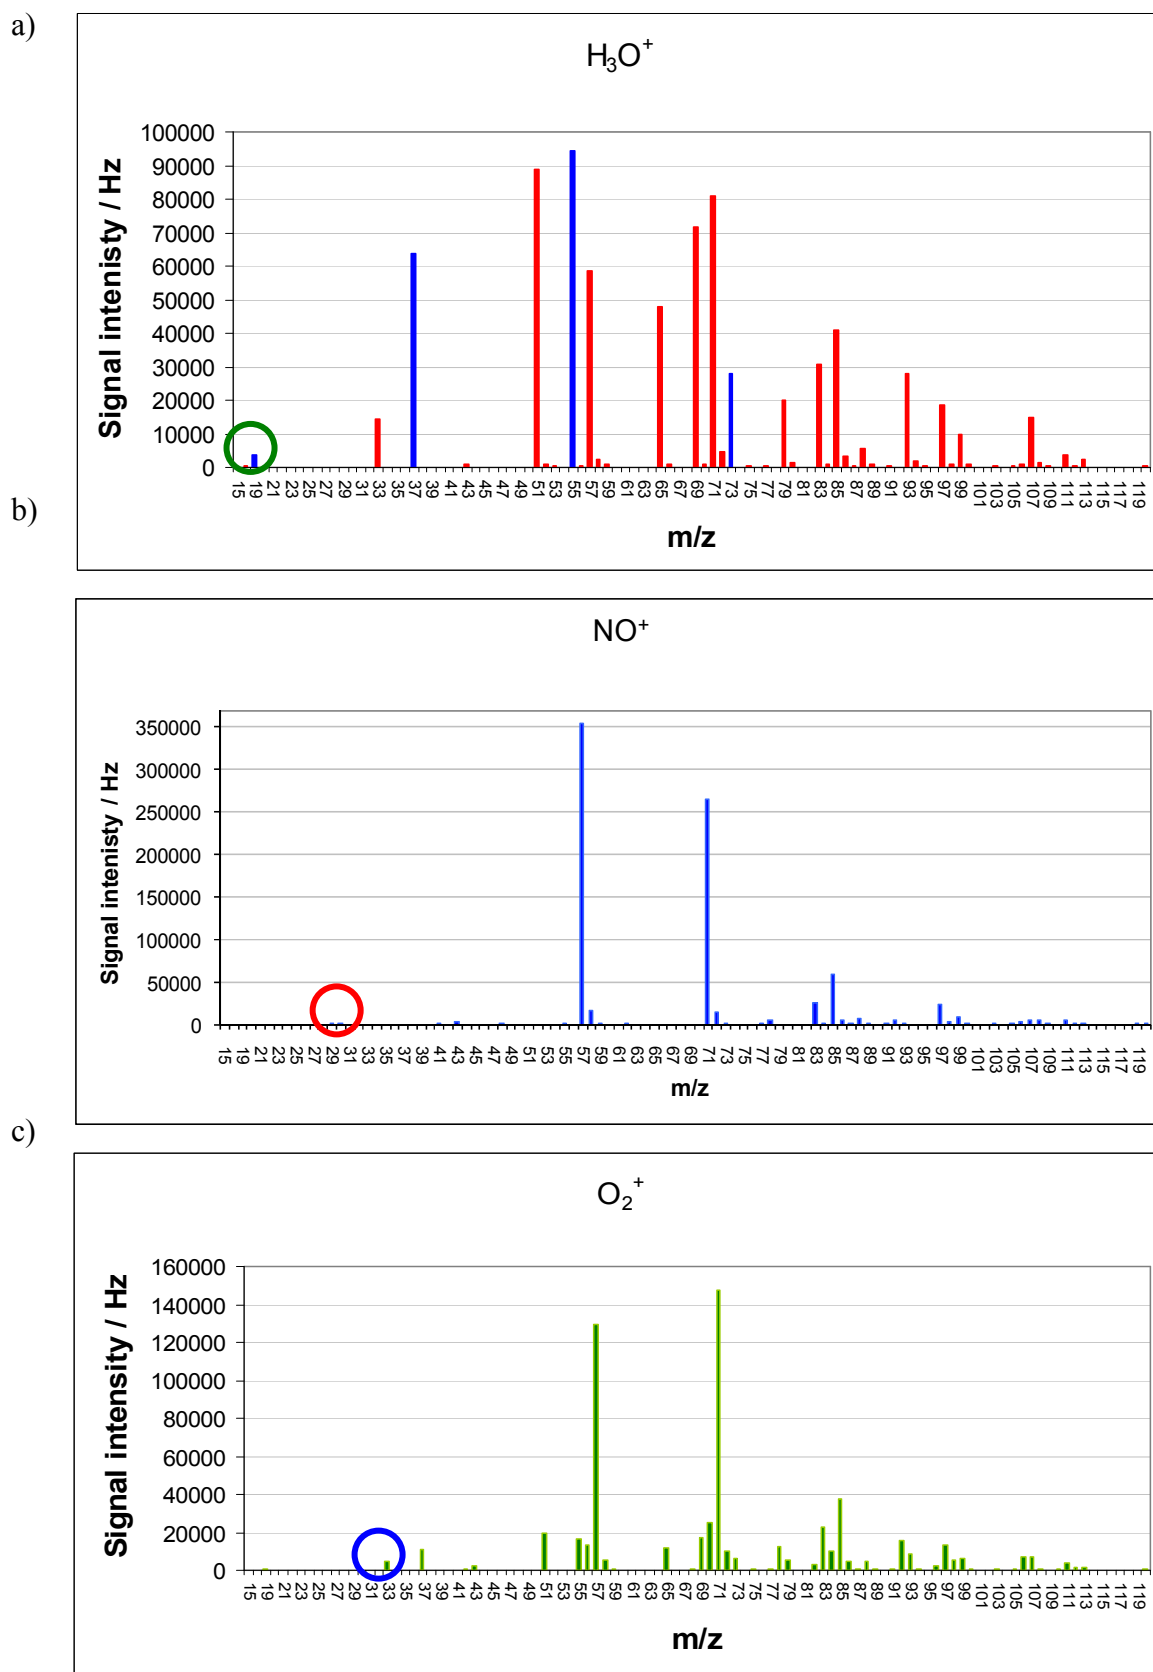 a)
H₃O⁺
Signal intenisty / Hz
100000
90000
80000
70000
60000
50000
40000
30000
20000
10000
0
15 19 21 23 25 27 29 31 33 35 37 39 41 43 45 47 49 51 53 55 57 59 61 63 65 67 69 71 73 75 77 79 81 83 85 87 89 91 93 95 97 99 101 103 105 107 109 111 113 115 117 119
m/z
b)
NO⁺
Signal intenisty / Hz
350000
300000
250000
200000
150000
100000
50000
0
15 17 19 21 23 25 27 29 31 33 35 37 39 41 43 45 47 49 51 53 55 57 59 61 63 65 67 69 71 73 75 77 79 81 83 85 87 89 91 93 95 97 99 101 103 105 107 109 111 113 115 117 119
m/z
c)
O₂⁺
Signal intensity / Hz
160000
140000
120000
100000
80000
60000
40000
20000
0
15 19 21 23 25 27 29 31 33 35 37 39 41 43 45 47 49 51 53 55 57 59 61 63 65 67 69 71 73 75 77 79 81 83 85 87 89 91 93 95 97 99 101 103 105 107 109 111 113 115 117 119
m/z